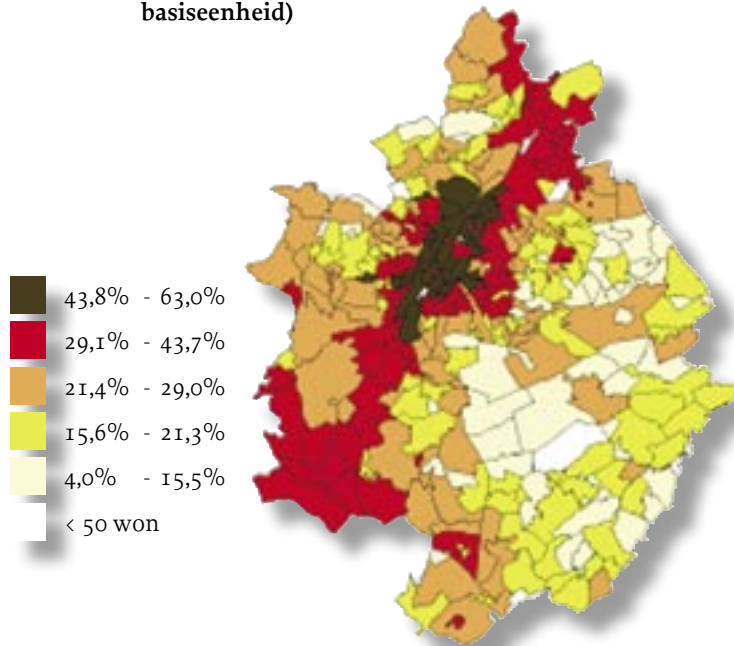 basiseenheid)
43,8% - 63,0%
29,1% - 43,7%
21,4% - 29,0%
15,6% - 21,3%
4,0% - 15,5%
< 50 won